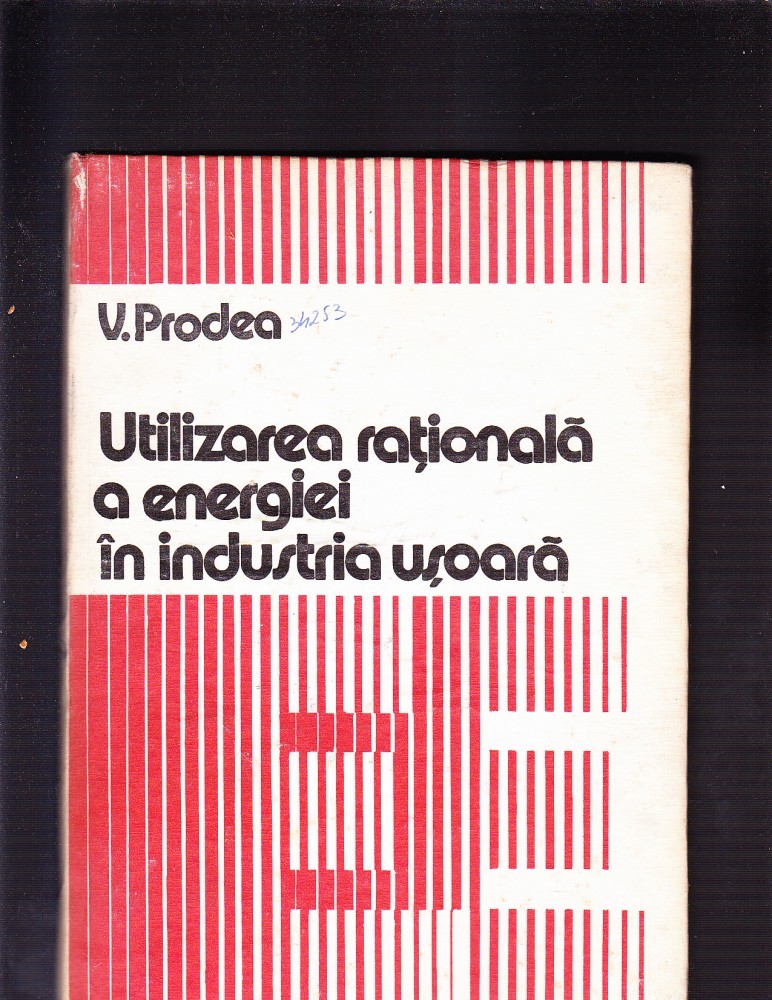 V. Prodea 34253
Utilizarea rațională
a energiei
în industria ușoară